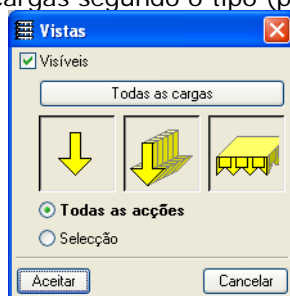 cargas segundo o tipo (p
Vistas
Visíveis
Todas as cargas
Todas as acções
Selecção
Aceitar
Cancelar